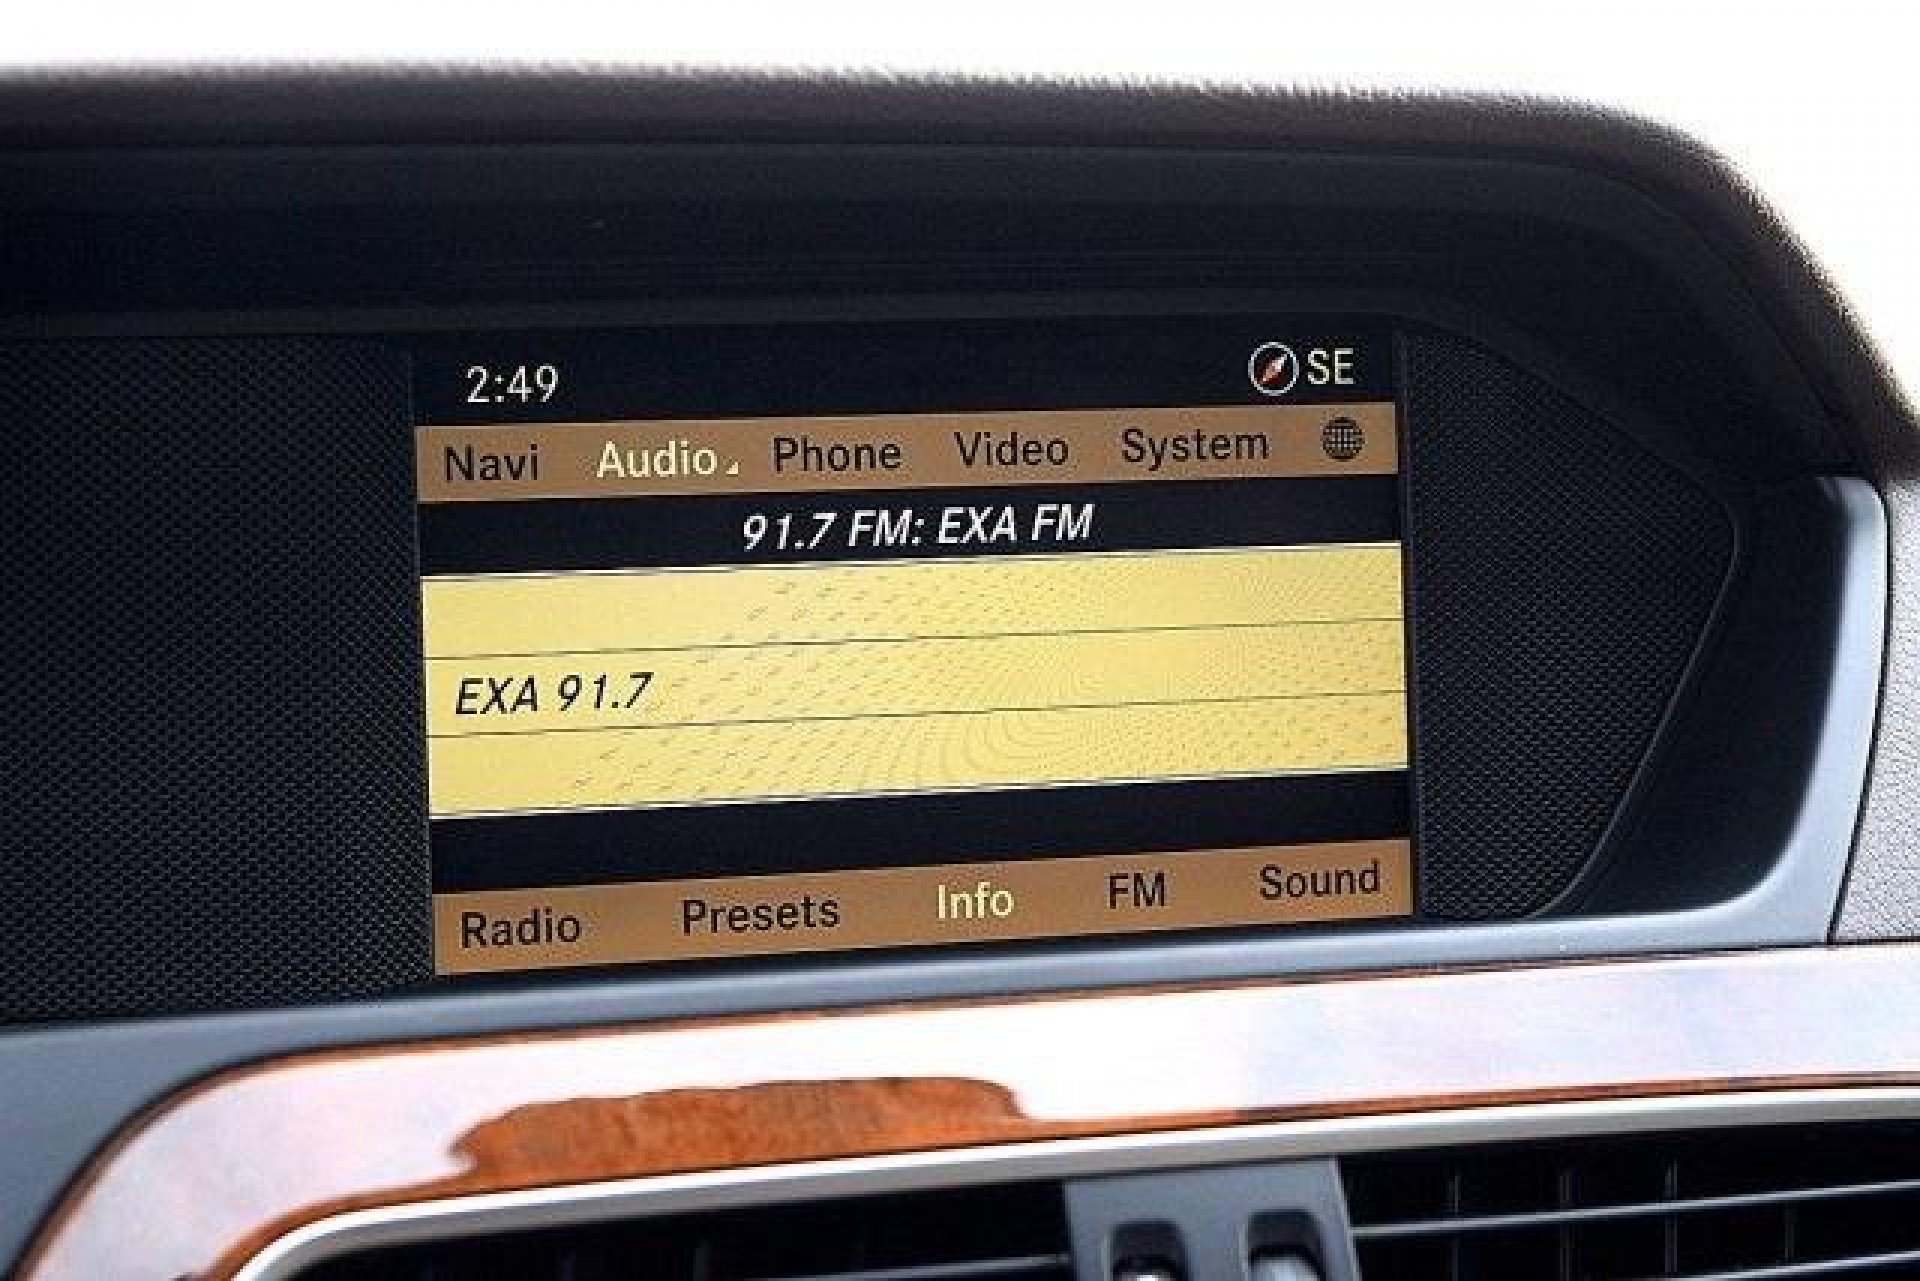 2:49 SE
Navi Audio Phone Video System
91.7 FM: EXA FM
EXA 91.7
Radio Presets Info FM Sound